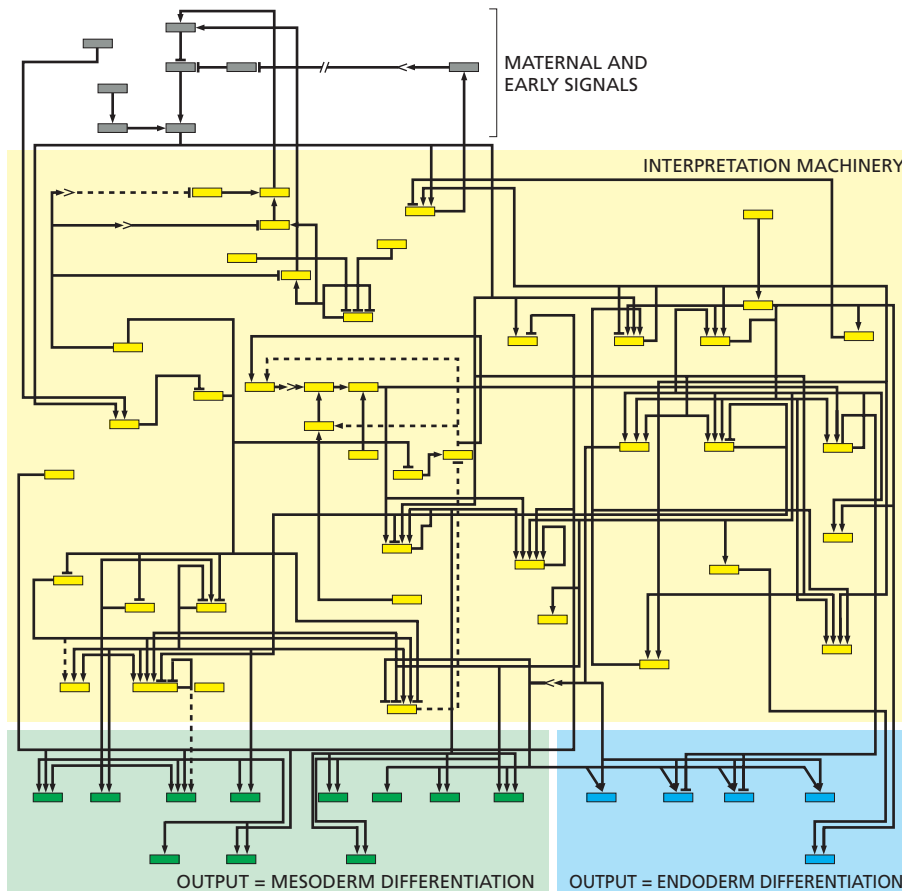 MATERNAL AND
EARLY SIGNALS
INTERPRETATION MACHINERY
OUTPUT = MESODERM DIFFERENTIATION
OUTPUT = ENDODERM DIFFERENTIATION